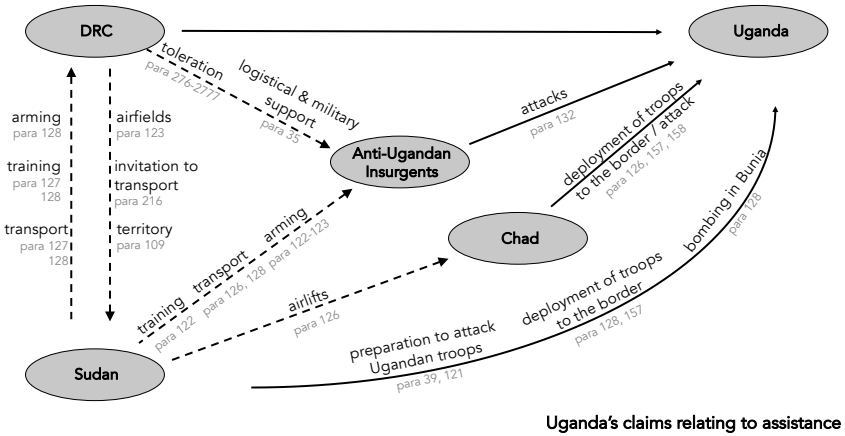 DRC
Uganda
toleration
para 276-2777
logistical & military
support
para 35
attacks
para 132
deployment of troops
to the border / attack
para 126, 157, 158
Anti-Ugandan
Insurgents
arming
para 128
training
para 127
128
transport
para 127
128
airfields
para 123
invitation to
transport
para 216
territory
para 109
Chad
bombing in Bunia
para 128
training
para 122
transport
para 126, 128
arming
para 122-123
airlifts
para 126
deployment of troops
to the border
para 128, 157
preparation to attack
Ugandan troops
para 39, 121
Sudan
Uganda's claims relating to assistance